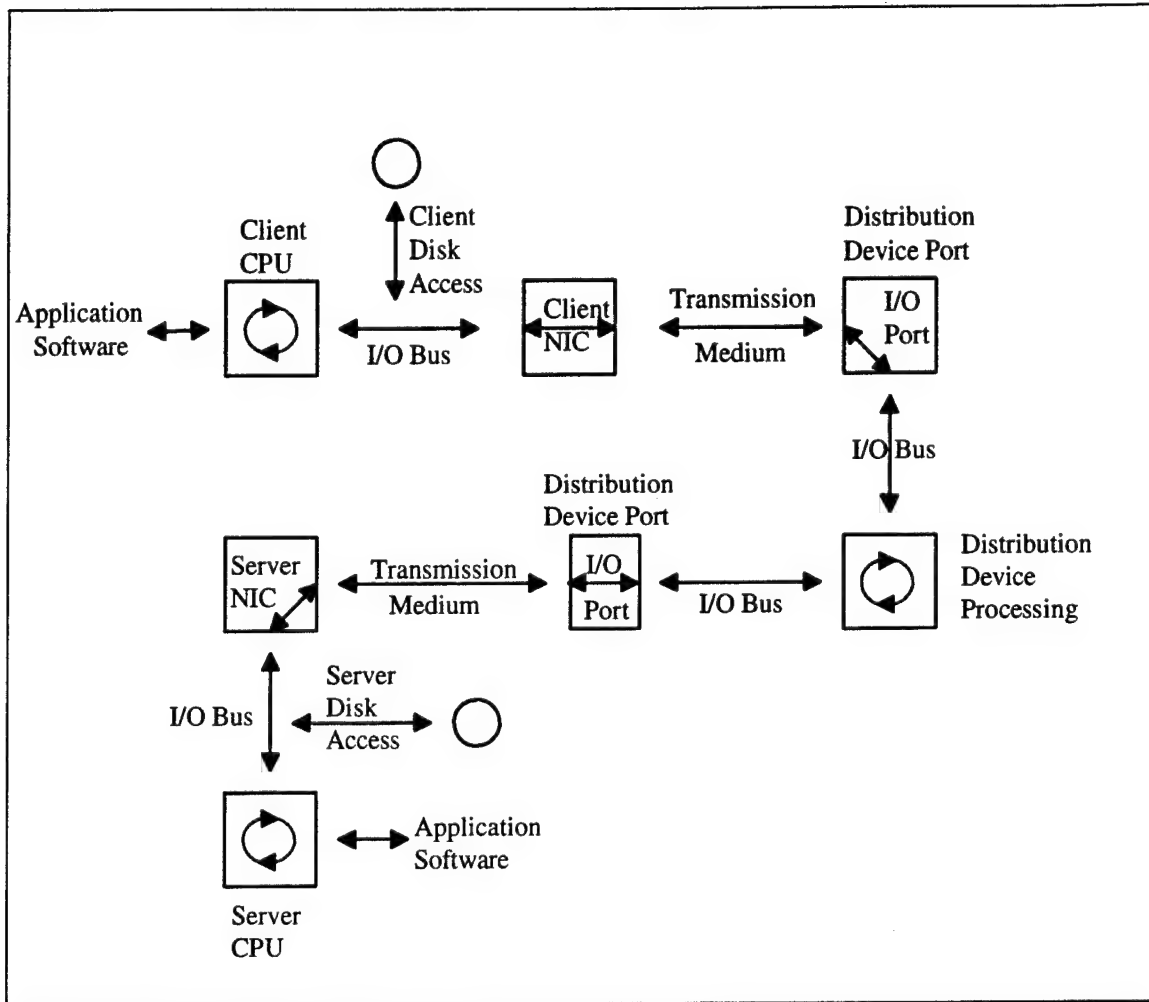 Client
CPU
Client
Disk
Access
Distribution
Device Port
Application
Software
I/O Bus
Client
NIC
Transmission
Medium
I/O
Port
I/O Bus
Distribution
Device Port
Server
NIC
Transmission
Medium
I/O
Port
I/O Bus
Distribution
Device
Processing
I/O Bus
Server
Disk
Access
Application
Software
Server
CPU